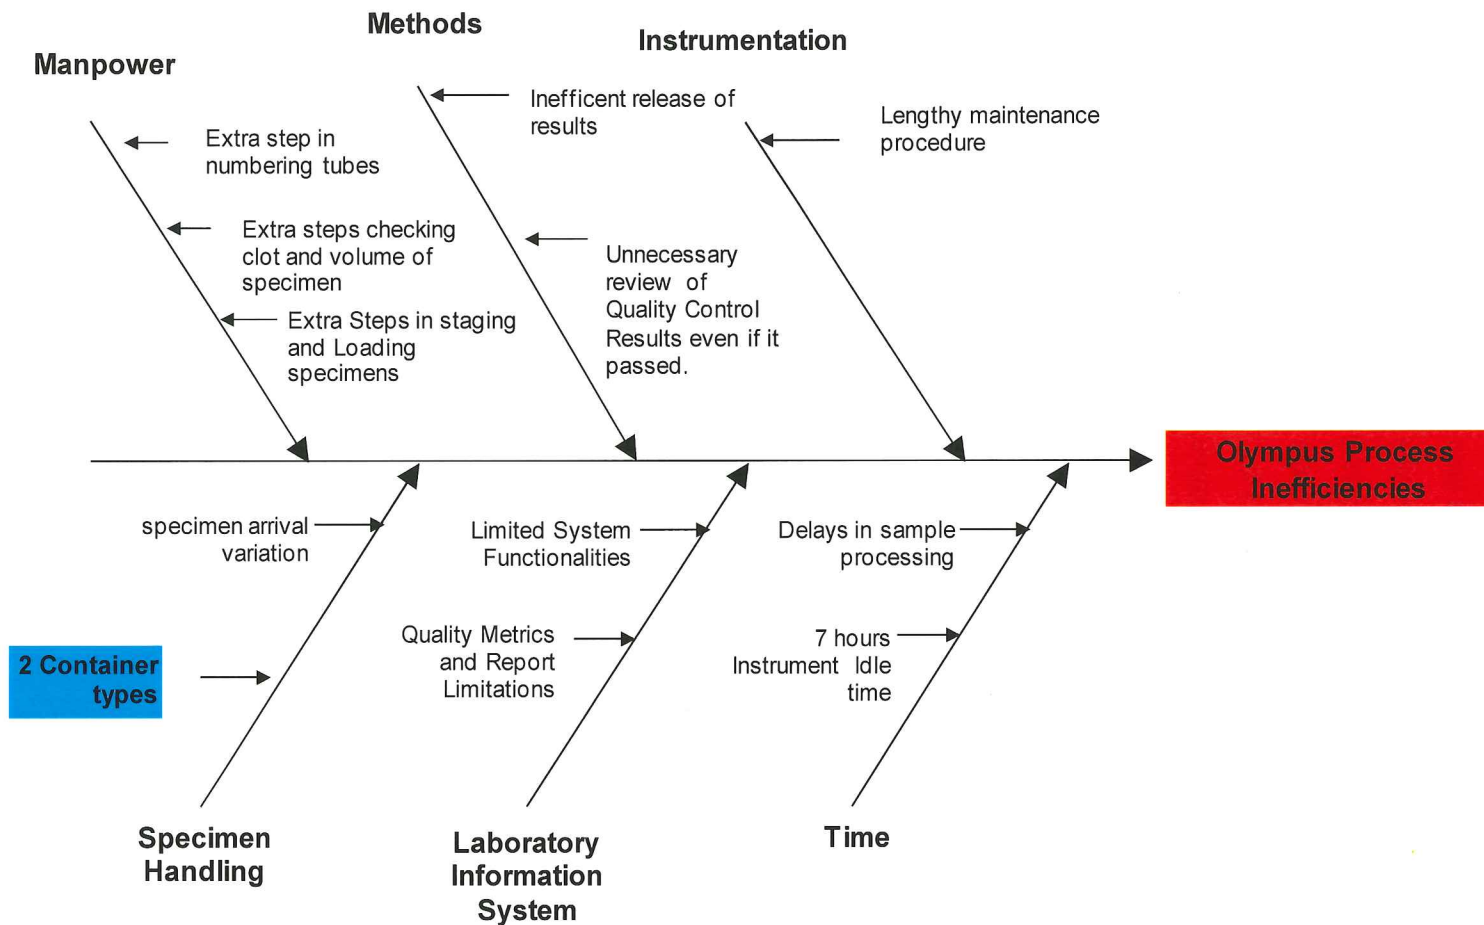 Manpower
Methods
Instrumentation
Extra step in
numbering tubes
Extra steps checking
clot and volume of
specimen
Extra Steps in staging
and Loading
specimens
Inefficent release of
results
Unnecessary
review of
Quality Control
Results even if it
passed.
Lengthy maintenance
procedure
Olympus Process
Inefficiencies
specimen arrival
variation
2 Container
types
Limited System
Functionalities
Quality Metrics
and Report
Limitations
Delays in sample
processing
7 hours
Instrument Idle
time
Specimen
Handling
Laboratory
Information
System
Time